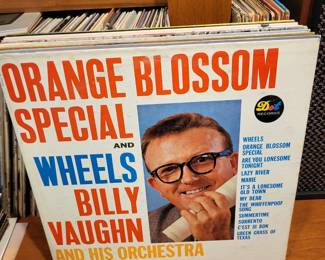 ORANGE BLOSSOM
SPECIAL
AND
WHEELS
BILLY
VAUGHN
AND HIS ORCHESTRA
Dot
RECORDS
WHEELS
ORANGE BLOSSOM
SPECIAL
ARE YOU LONESOME
TONIGHT
LAZY RIVER
MARIE
IT'S A LONESOME
OLD TOWN
MY DEAR
THE WHIFFENPOOF
SONG
SUMMERTIME
SORRENTO
C'EST SI BON
GREEN GRASS OF
TEXAS